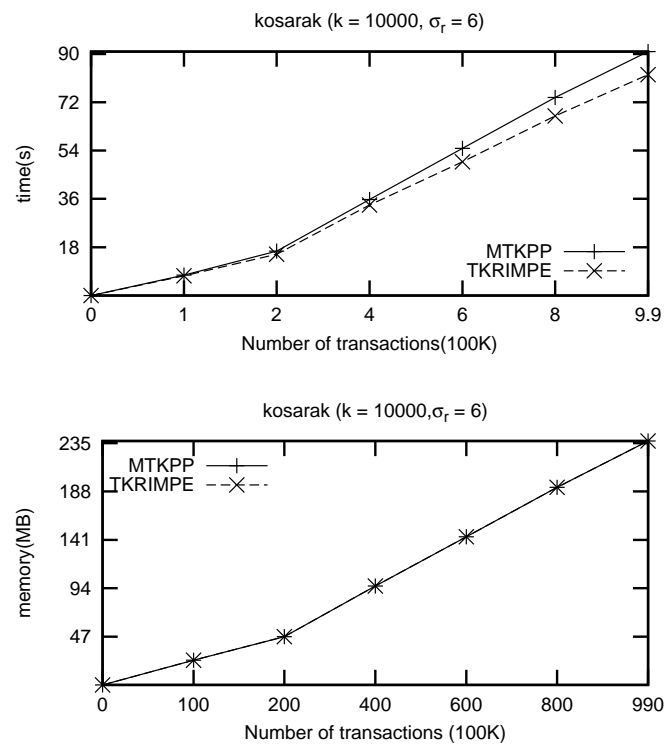 kosarak (k = 10000, σr = 6)
90
72
54
36
18
time(s)
MTKPP
TKRIMPE
0 1 2 4 6 8 9.9
Number of transactions(100K)
kosarak (k = 10000,σr = 6)
235
188
141
94
47
memory(MB)
MTKPP
TKRIMPE
0 100 200 400 600 800 990
Number of transactions (100K)